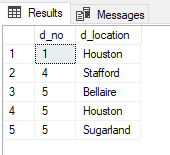 Results Messages
d_no d_location
1 1 Houston
2 4 Stafford
3 5 Bellaire
4 5 Houston
5 5 Sugarland